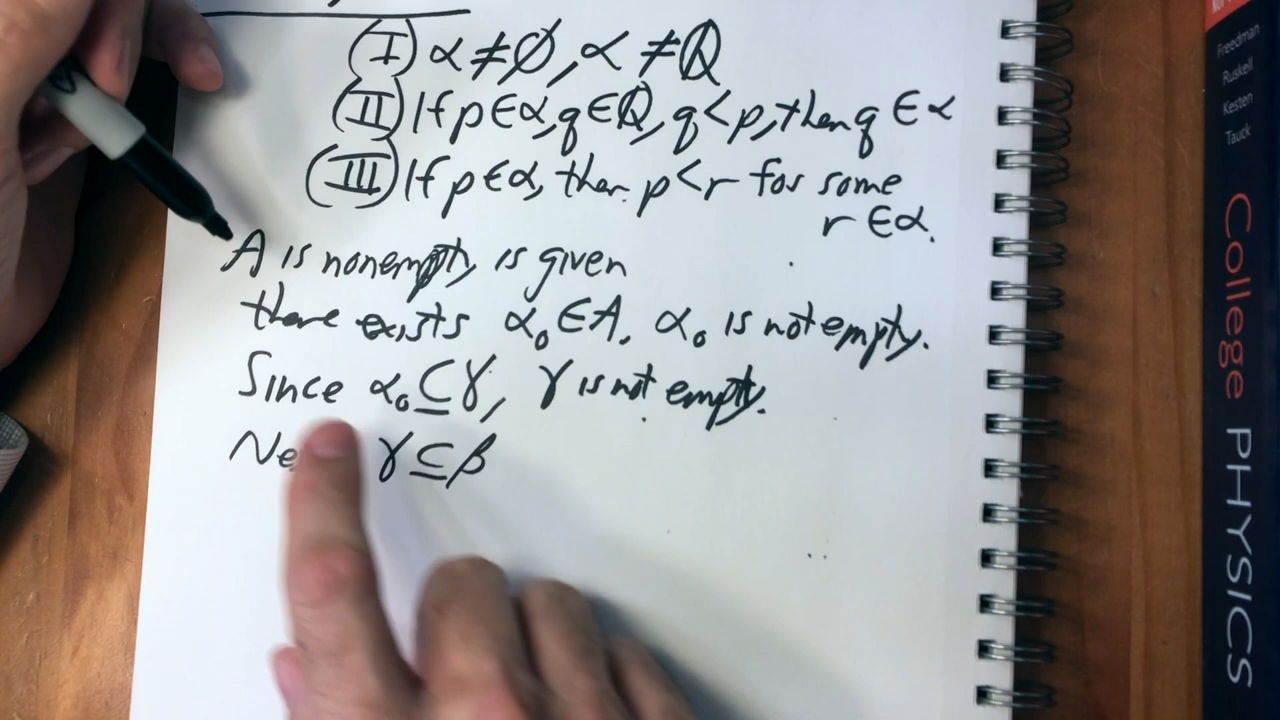 (I) α ≠ ∅, α ≠ ℚ
(II) If p ∈ α, q ∈ ℚ, q < p, then q ∈ α
(III) If p ∈ α, then p < r for some
r ∈ α.
A is nonempty is given
there exists α₀ ∈ A. α₀ is not empty.
Since α₀ ⊆ γ, γ is not empty.
γ ⊆ β
Freedman
Ruskell
Kesten
Tauck
College PHYSICS